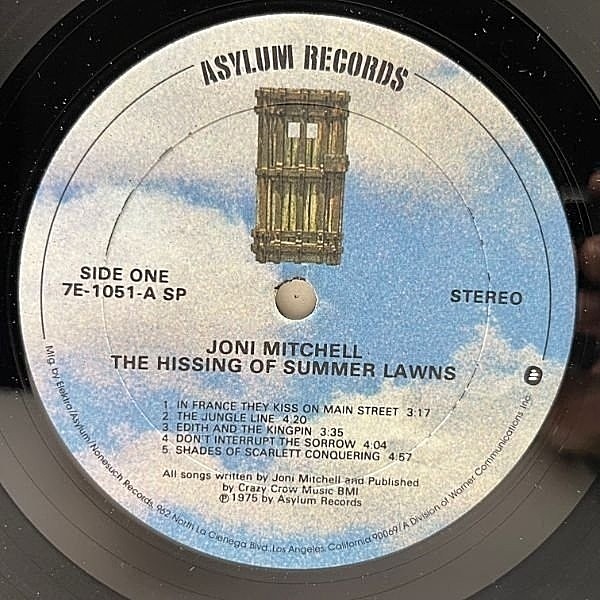 ASYLUM RECORDS
SIDE ONE
7E-1051-A SP
STEREO
JONI MITCHELL
THE HISSING OF SUMMER LAWNS
1. IN FRANCE THEY KISS ON MAIN STREET 3:17
2. THE JUNGLE LINE 4:20
3. EDITH AND THE KINGPIN 3:35
4. DON'T INTERRUPT THE SORROW 4:04
5. SHADES OF SCARLETT CONQUERING 4:57
All songs written by Joni Mitchell and Published
by Crazy Crow Music BMI
℗ 1975 by Asylum Records
Mfg. by Elektra/Asylum/Nonesuch Records, 962 North La Cienega Blvd., Los Angeles, California 90069/A Division of Warner Communications Inc.